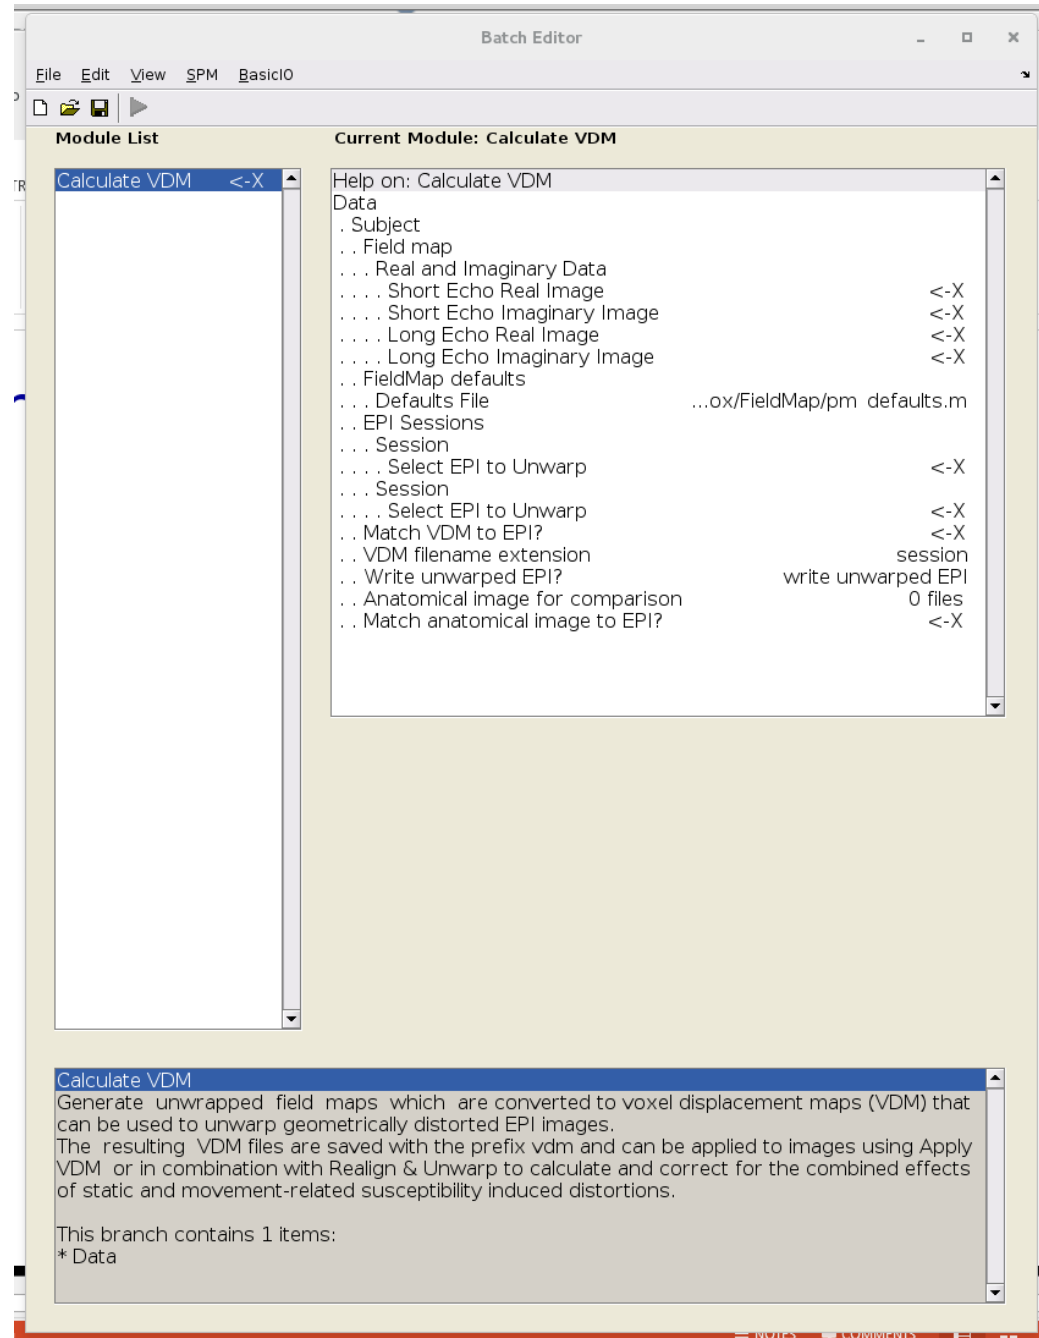 Batch Editor
File Edit View SPM BasicIO
Module List
Current Module: Calculate VDM
Calculate VDM <-X
Help on: Calculate VDM
Data
. Subject
. . Field map
. . . Real and Imaginary Data
. . . . Short Echo Real Image <-X
. . . . Short Echo Imaginary Image <-X
. . . . Long Echo Real Image <-X
. . . . Long Echo Imaginary Image <-X
. . FieldMap defaults
. . . Defaults File ...ox/FieldMap/pm_defaults.m
. . EPI Sessions
. . . Session
. . . . Select EPI to Unwarp <-X
. . . Session
. . . . Select EPI to Unwarp <-X
. . Match VDM to EPI? <-X
. . VDM filename extension session
. . Write unwarped EPI? write unwarped EPI
. . Anatomical image for comparison 0 files
. . Match anatomical image to EPI? <-X
Calculate VDM
Generate unwrapped field maps which are converted to voxel displacement maps (VDM) that
can be used to unwarp geometrically distorted EPI images.
The resulting VDM files are saved with the prefix vdm and can be applied to images using Apply
VDM or in combination with Realign & Unwarp to calculate and correct for the combined effects
of static and movement-related susceptibility induced distortions.
This branch contains 1 items:
* Data
NOTES COMMENTS